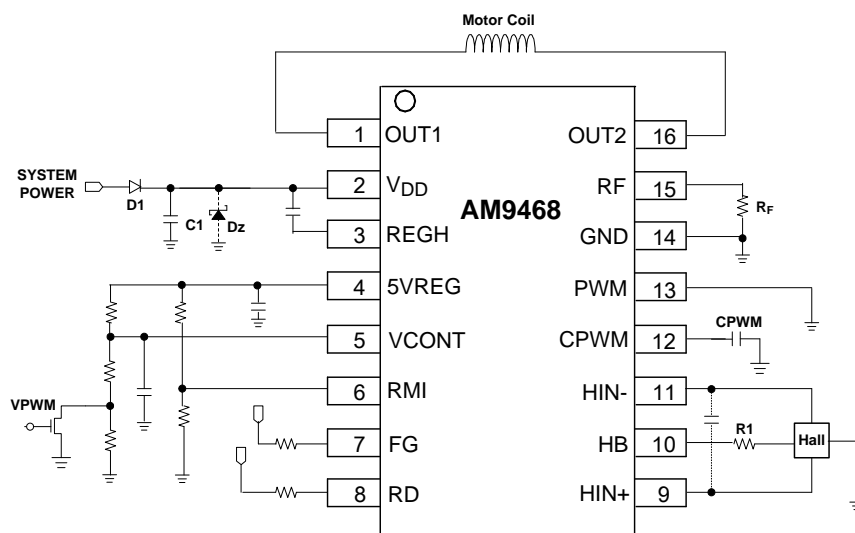 Motor Coil
1 OUT1
OUT2 16
SYSTEM
POWER
D1
C1
Dz
2 VDD
RF 15
RF
AM9468
3 REGH
GND 14
4 5VREG
PWM 13
5 VCONT
CPWM 12
CPWM
6 RMI
HIN- 11
VPWM
7 FG
HB 10
R1
Hall
8 RD
HIN+ 9